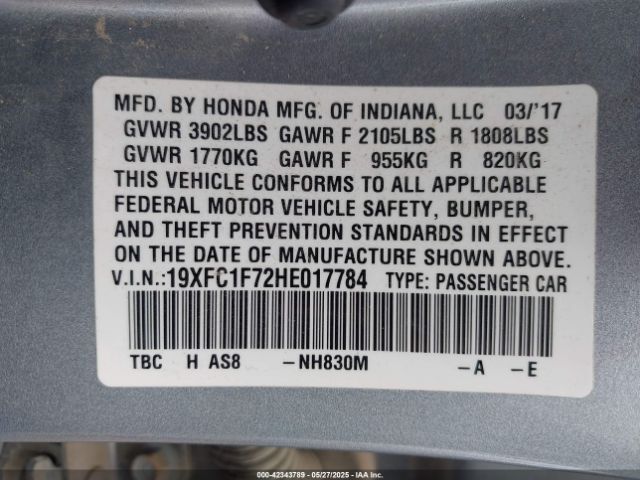 MFD. BY HONDA MFG. OF INDIANA, LLC 03/'17
GVWR 3902LBS GAWR F 2105LBS R 1808LBS
GVWR 1770KG GAWR F 955KG R 820KG
THIS VEHICLE CONFORMS TO ALL APPLICABLE
FEDERAL MOTOR VEHICLE SAFETY, BUMPER,
AND THEFT PREVENTION STANDARDS IN EFFECT
ON THE DATE OF MANUFACTURE SHOWN ABOVE.
V.I.N.:19XFC1F72HE017784 TYPE: PASSENGER CAR
TBC H AS8 –NH830M –A –E
000-42343789 - 05/27/2025 - IAAI.COM